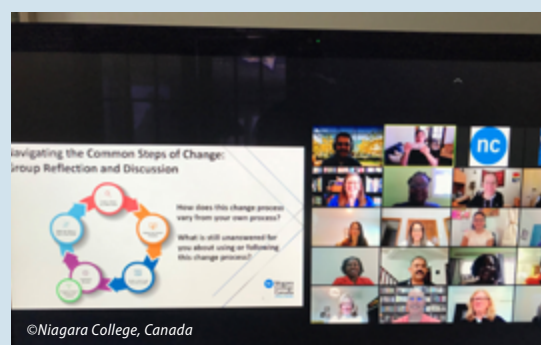 Navigating the Common Steps of Change:
Group Reflection and Discussion
How does this change process
vary from your own process?
What is still unanswered for
you about using or following
this change process?
nc
©Niagara College, Canada